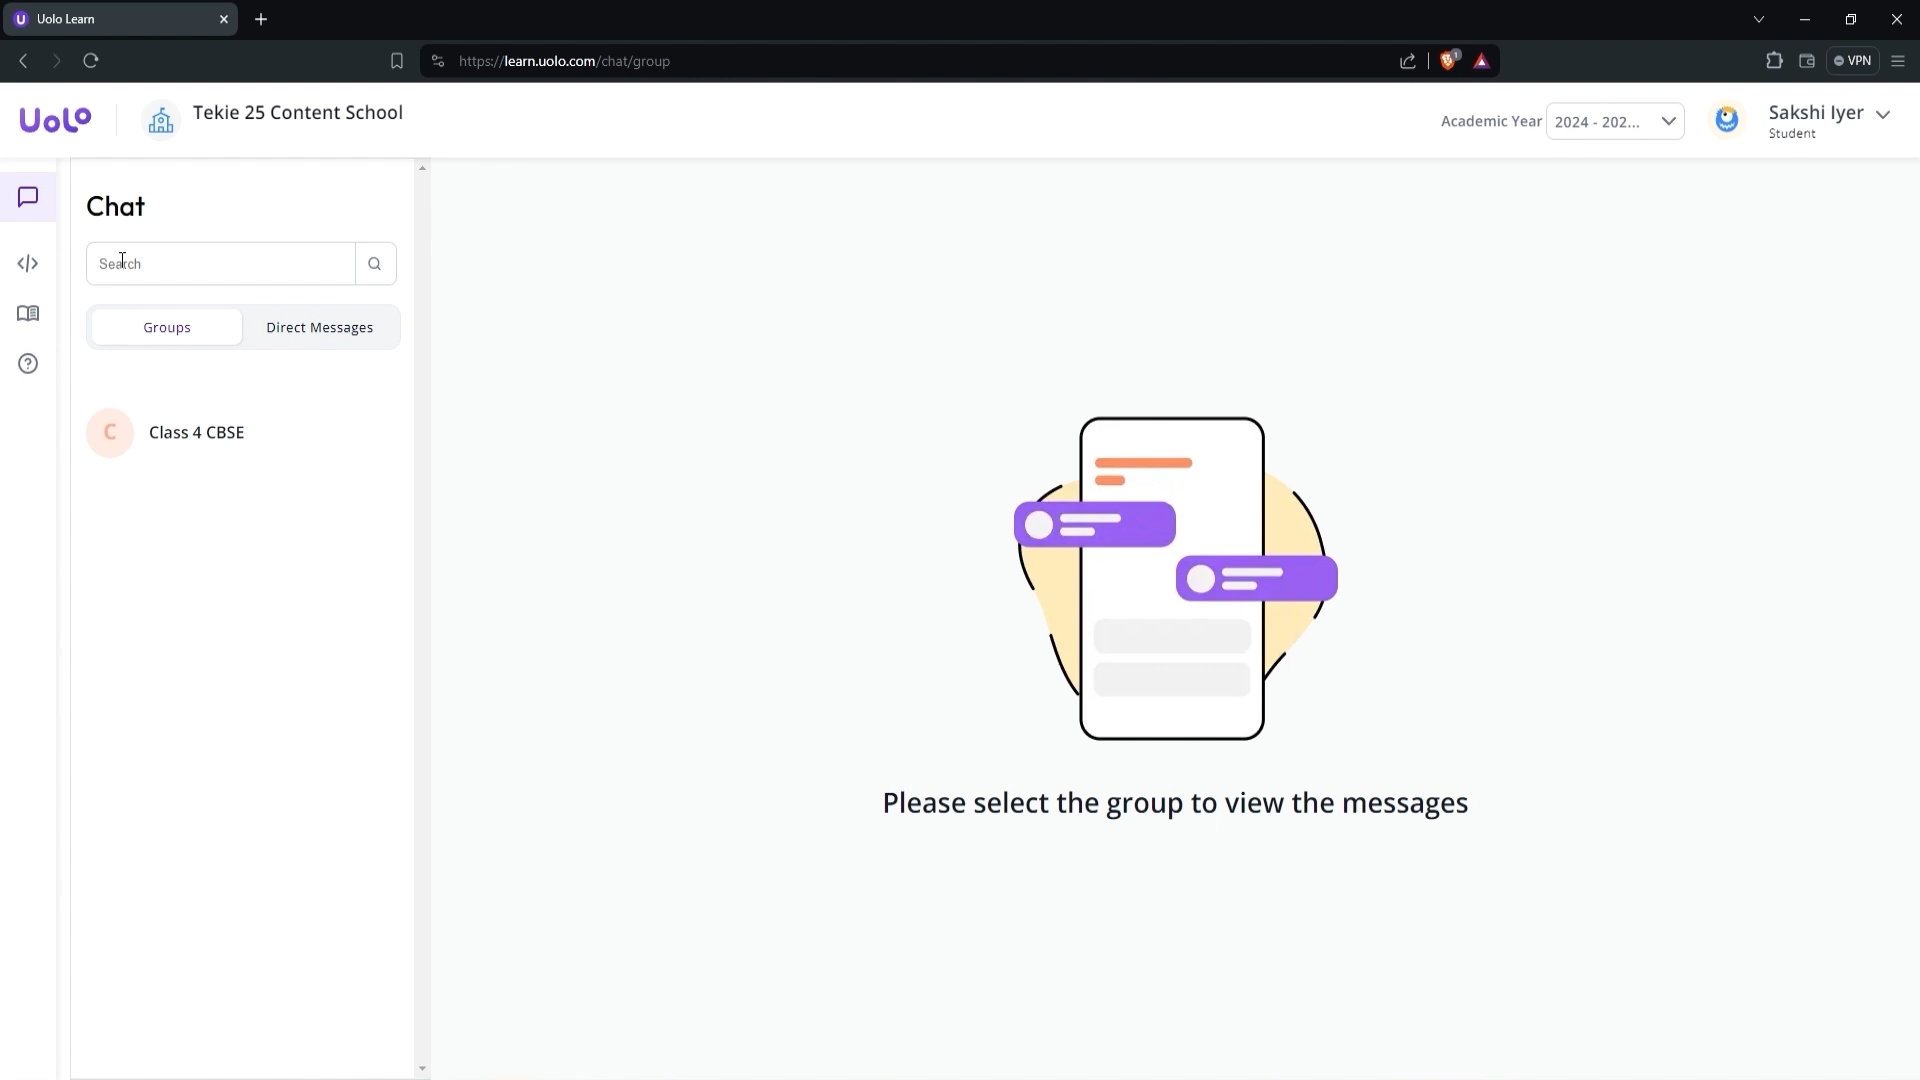 Uolo Learn
https://learn.uolo.com/chat/group
1
VPN
Uolo
Tekie 25 Content School
Academic Year
2024 - 202...
Sakshi Iyer
Student
Chat
Search
Groups
Direct Messages
C
Class 4 CBSE
Please select the group to view the messages